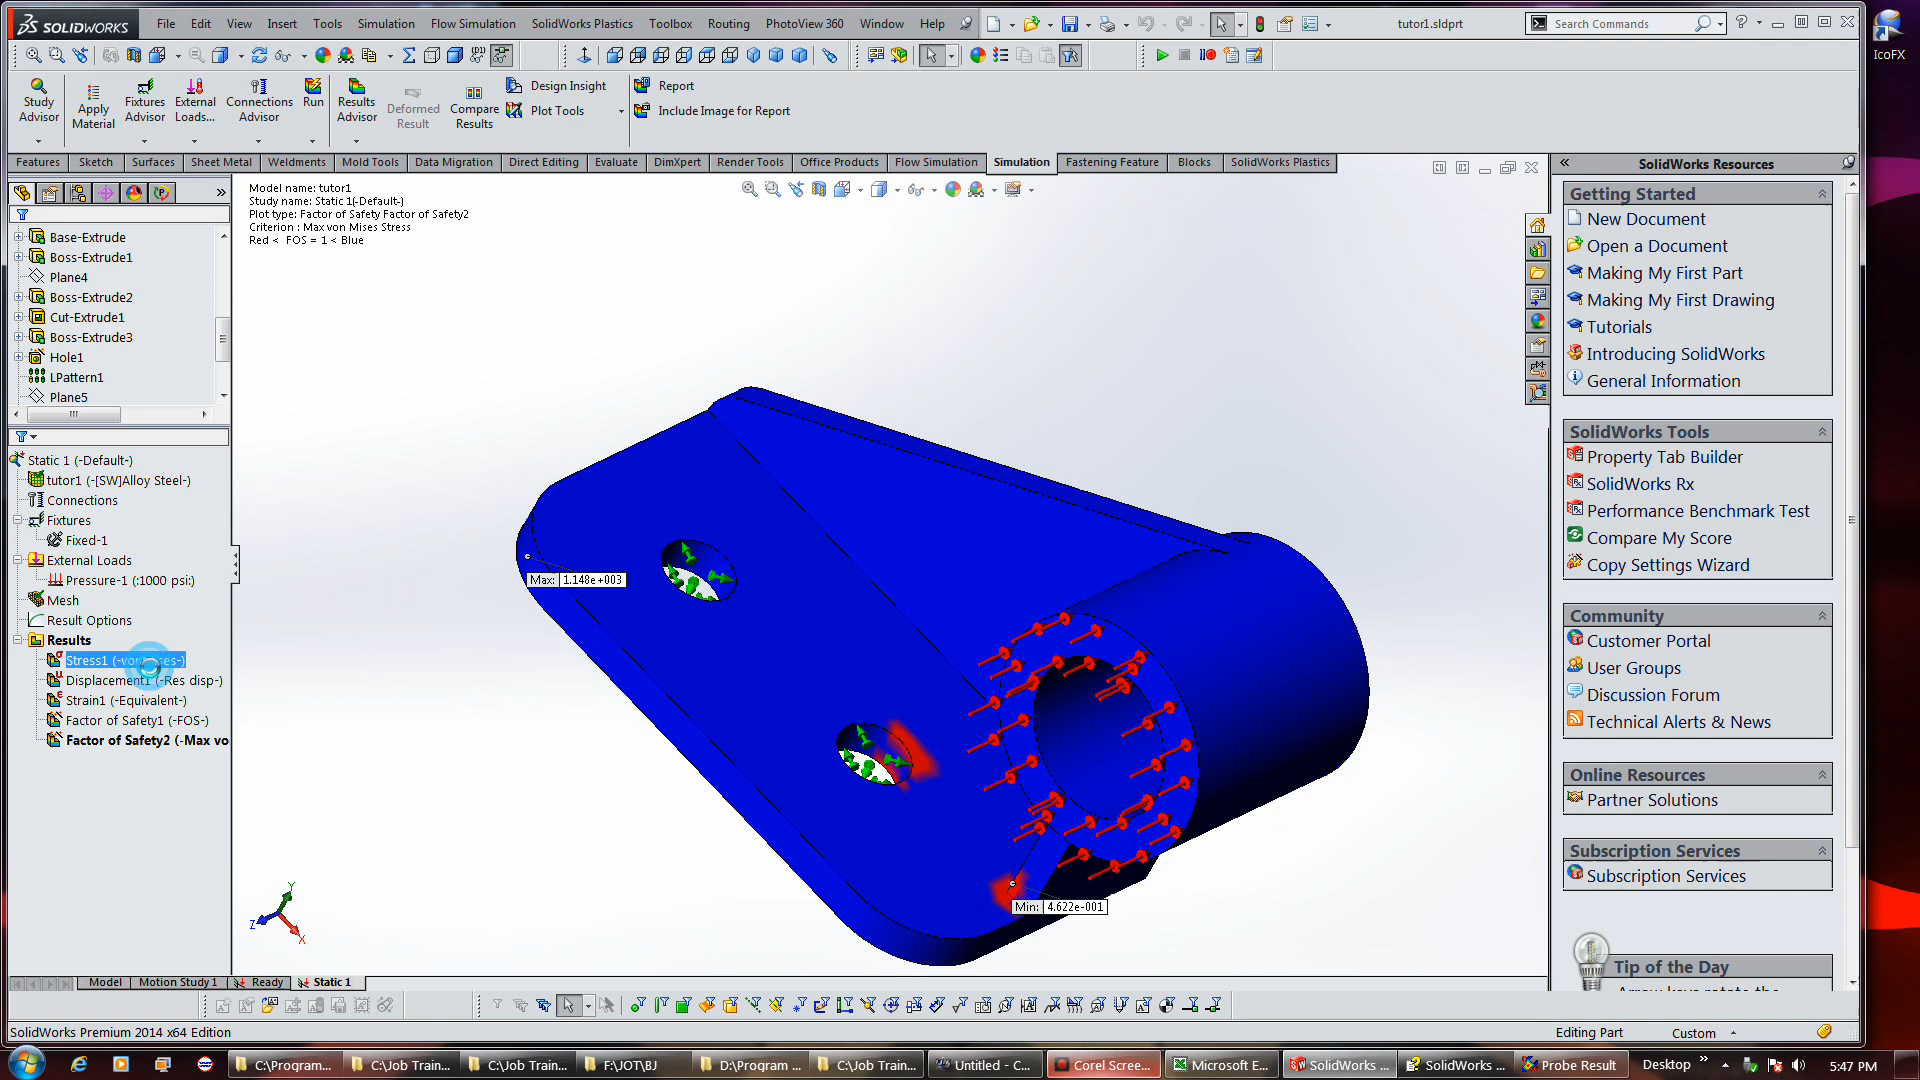 SOLIDWORKS File Edit View Insert Tools Simulation Flow Simulation SolidWorks Plastics Toolbox Routing PhotoView 360 Window Help tutor1.sldprt Search Commands
IcoFX
Study Advisor
Apply Material
Fixtures Advisor
External Loads...
Connections Advisor
Run
Results Advisor
Deformed Result
Compare Results
Design Insight
Plot Tools
Report
Include Image for Report
Features Sketch Surfaces Sheet Metal Weldments Mold Tools Data Migration Direct Editing Evaluate DimXpert Render Tools Office Products Flow Simulation Simulation Fastening Feature Blocks SolidWorks Plastics
Model name: tutor1
Study name: Static 1(-Default-)
Plot type: Factor of Safety Factor of Safety2
Criterion : Max von Mises Stress
Red < FOS = 1 < Blue
Base-Extrude
Boss-Extrude1
Plane4
Boss-Extrude2
Cut-Extrude1
Boss-Extrude3
Hole1
LPattern1
Plane5
Static 1 (-Default-)
tutor1 (-[SW]Alloy Steel-)
Connections
Fixtures
Fixed-1
External Loads
Pressure-1 (:1000 psi:)
Mesh
Result Options
Results
Displacement1 (-Res disp-)
Strain1 (-Equivalent-)
Factor of Safety1 (-FOS-)
Factor of Safety2 (-Max vo
Max: 1.148e+003
Min: 4.622e-001
Y
Z
X
SolidWorks Resources
Getting Started
New Document
Open a Document
Making My First Part
Making My First Drawing
Tutorials
Introducing SolidWorks
General Information
SolidWorks Tools
Property Tab Builder
SolidWorks Rx
Performance Benchmark Test
Compare My Score
Copy Settings Wizard
Community
Customer Portal
User Groups
Discussion Forum
Technical Alerts & News
Online Resources
Partner Solutions
Subscription Services
Subscription Services
Tip of the Day
Model Motion Study 1 Ready Static 1
SolidWorks Premium 2014 x64 Edition
Editing Part Custom
C:\Program... C:\Job Train... C:\Job Train... F:\JOT\BJ D:\Program ... C:\Job Train... Untitled - C... Corel Scree... Microsoft E... SolidWorks ... SolidWorks ... Probe Result Desktop 5:47 PM